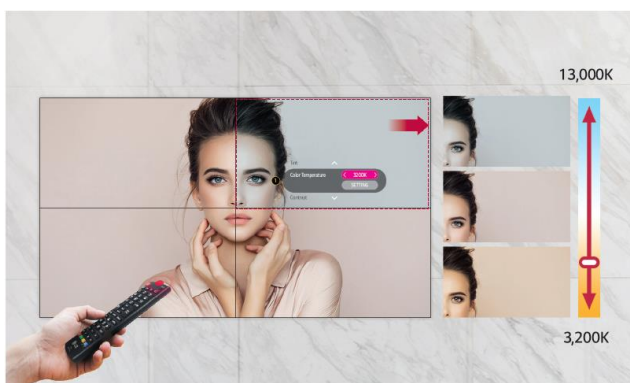 13,000K
Color Temperature
3200K
SETTING
Contrast
3,200K